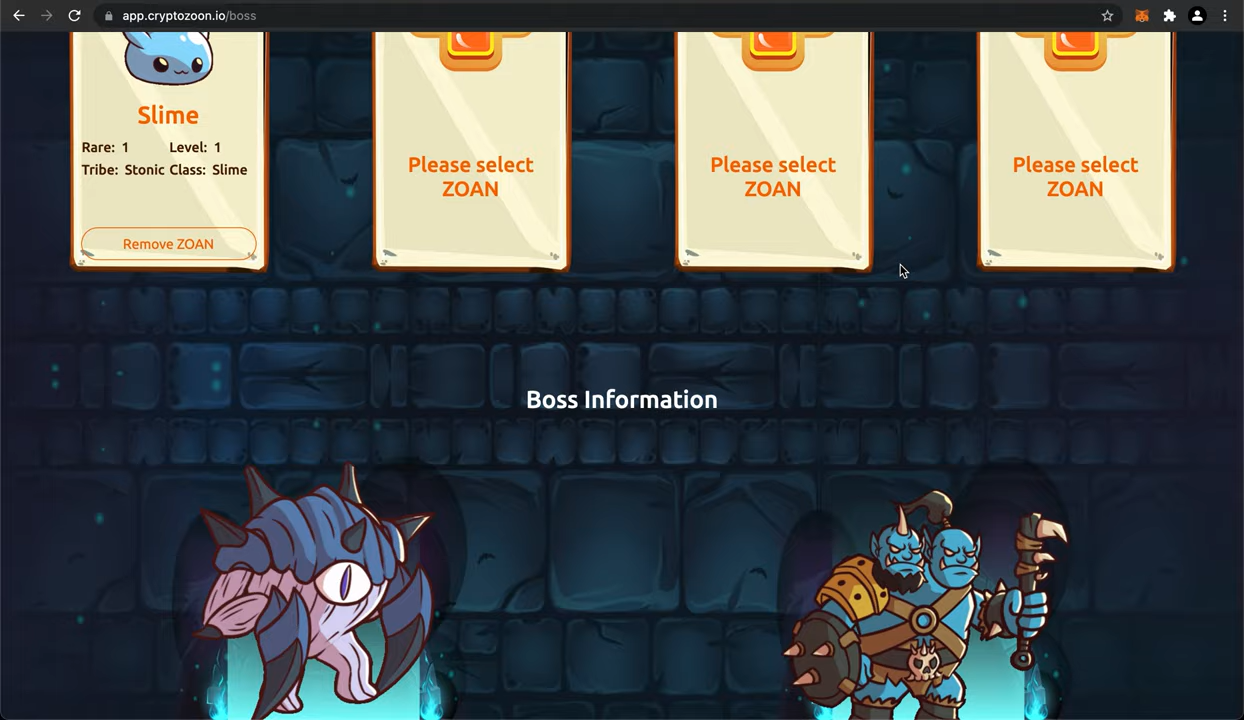 app.cryptozoon.io/boss
Slime
Rare: 1 Level: 1
Tribe: Stonic Class: Slime
Remove ZOAN
Please select
ZOAN
Please select
ZOAN
Please select
ZOAN
Boss Information